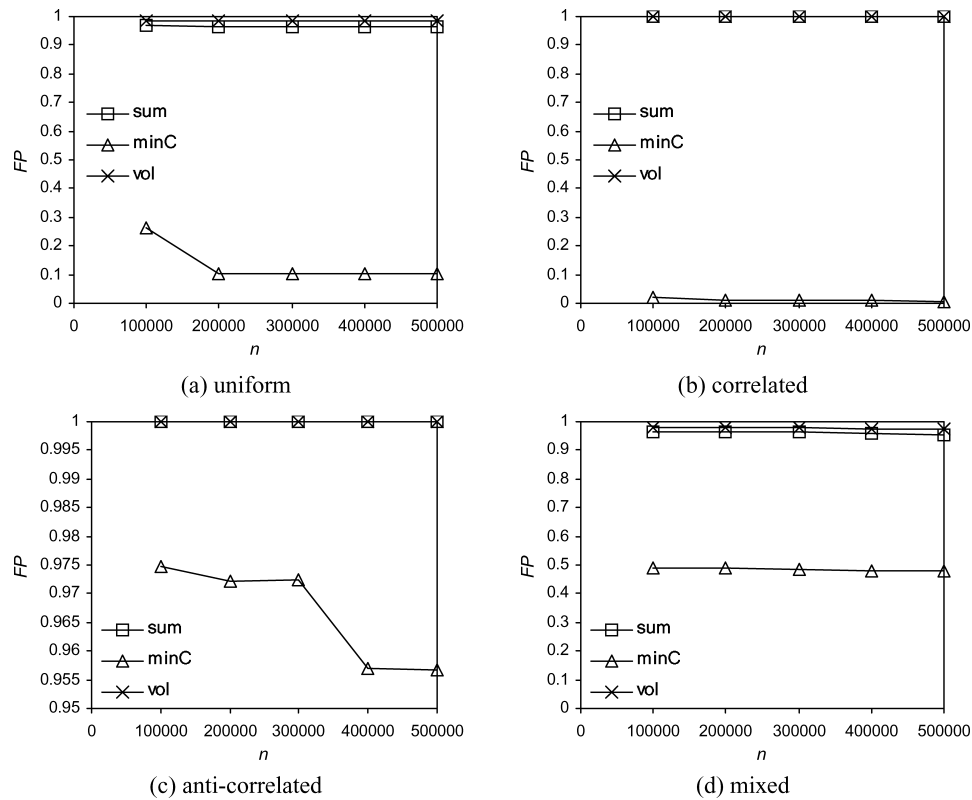 1
0.9
0.8
0.7
0.6
0.5
0.4
0.3
0.2
0.1
0
FP
sum
minC
vol
0 100000 200000 300000 400000 500000
n
(a) uniform
1
0.9
0.8
0.7
0.6
0.5
0.4
0.3
0.2
0.1
0
FP
sum
minC
vol
0 100000 200000 300000 400000 500000
n
(b) correlated
1
0.995
0.99
0.985
0.98
0.975
0.97
0.965
0.96
0.955
0.95
FP
sum
minC
vol
0 100000 200000 300000 400000 500000
n
(c) anti-correlated
1
0.9
0.8
0.7
0.6
0.5
0.4
0.3
0.2
0.1
0
FP
sum
minC
vol
0 100000 200000 300000 400000 500000
n
(d) mixed